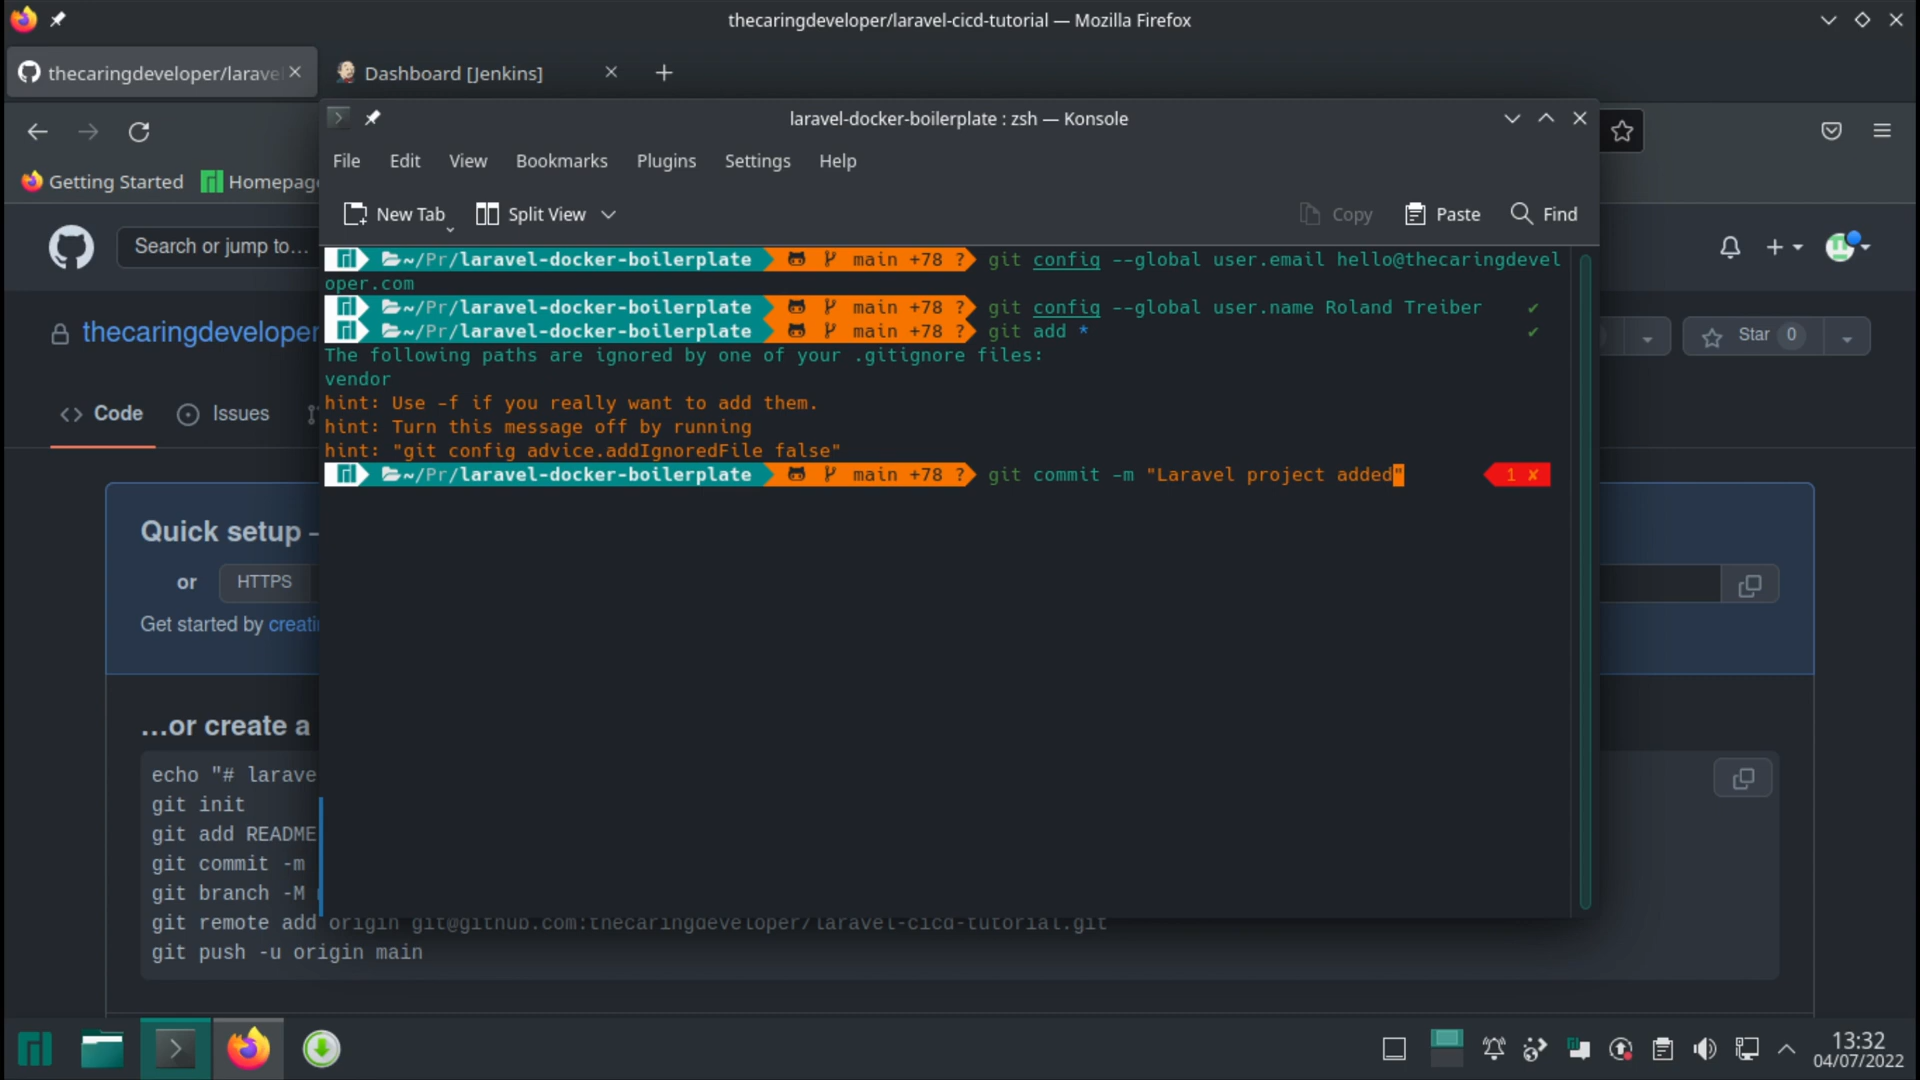 thecaringdeveloper/laravel-cicd-tutorial — Mozilla Firefox
thecaringdeveloper/larave
Dashboard [Jenkins]
laravel-docker-boilerplate : zsh — Konsole
File Edit View Bookmarks Plugins Settings Help
Getting Started Homepage
New Tab Split View Copy Paste Find
Search or jump to...
~/Pr/laravel-docker-boilerplate main +78 ? git config --global user.email hello@thecaringdevel
oper.com
~/Pr/laravel-docker-boilerplate main +78 ? git config --global user.name Roland Treiber ✔
~/Pr/laravel-docker-boilerplate main +78 ? git add * ✔
The following paths are ignored by one of your .gitignore files:
vendor
hint: Use -f if you really want to add them.
hint: Turn this message off by running
hint: "git config advice.addIgnoredFile false"
~/Pr/laravel-docker-boilerplate main +78 ? git commit -m "Laravel project added" 1 ✘
thecaringdeveloper
Star 0
Code Issues
Quick setup –
or HTTPS
Get started by creati
...or create a
echo "# larave
git init
git add README
git commit -m
git branch -M
git remote add origin git@github.com:thecaringdeveloper/laravel-cicd-tutorial.git
git push -u origin main
13:32
04/07/2022